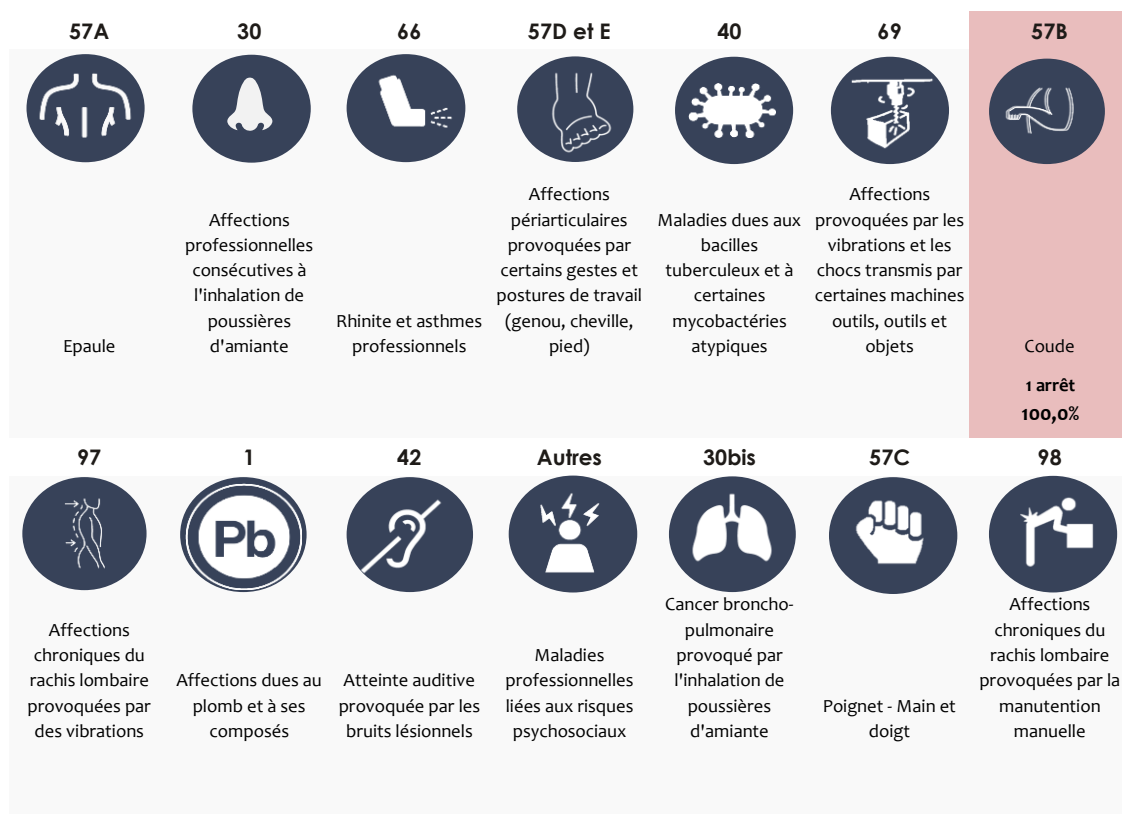 57A
30
66
57D et E
40
69
57B
Epaule
Affections
professionnelles
consécutives à
l'inhalation de
poussières
d'amiante
Rhinite et asthmes
professionnels
Affections
périarticulaires
provoquées par
certains gestes et
postures de travail
(genou, cheville,
pied)
Maladies dues aux
bacilles
tuberculeux et à
certaines
mycobactéries
atypiques
Affections
provoquées par les
vibrations et les
chocs transmis par
certaines machines
outils, outils et
objets
Coude
1 arrêt
100,0%
97
1
42
Autres
30bis
57C
98
Pb
Affections
chroniques du
rachis lombaire
provoquées par
des vibrations
Affections dues au
plomb et à ses
composés
Atteinte auditive
provoquée par les
bruits lésionnels
Maladies
professionnelles
liées aux risques
psychosociaux
Cancer broncho-
pulmonaire
provoqué par
l'inhalation de
poussières
d'amiante
Poignet - Main et
doigt
Affections
chroniques du
rachis lombaire
provoquées par la
manutention
manuelle